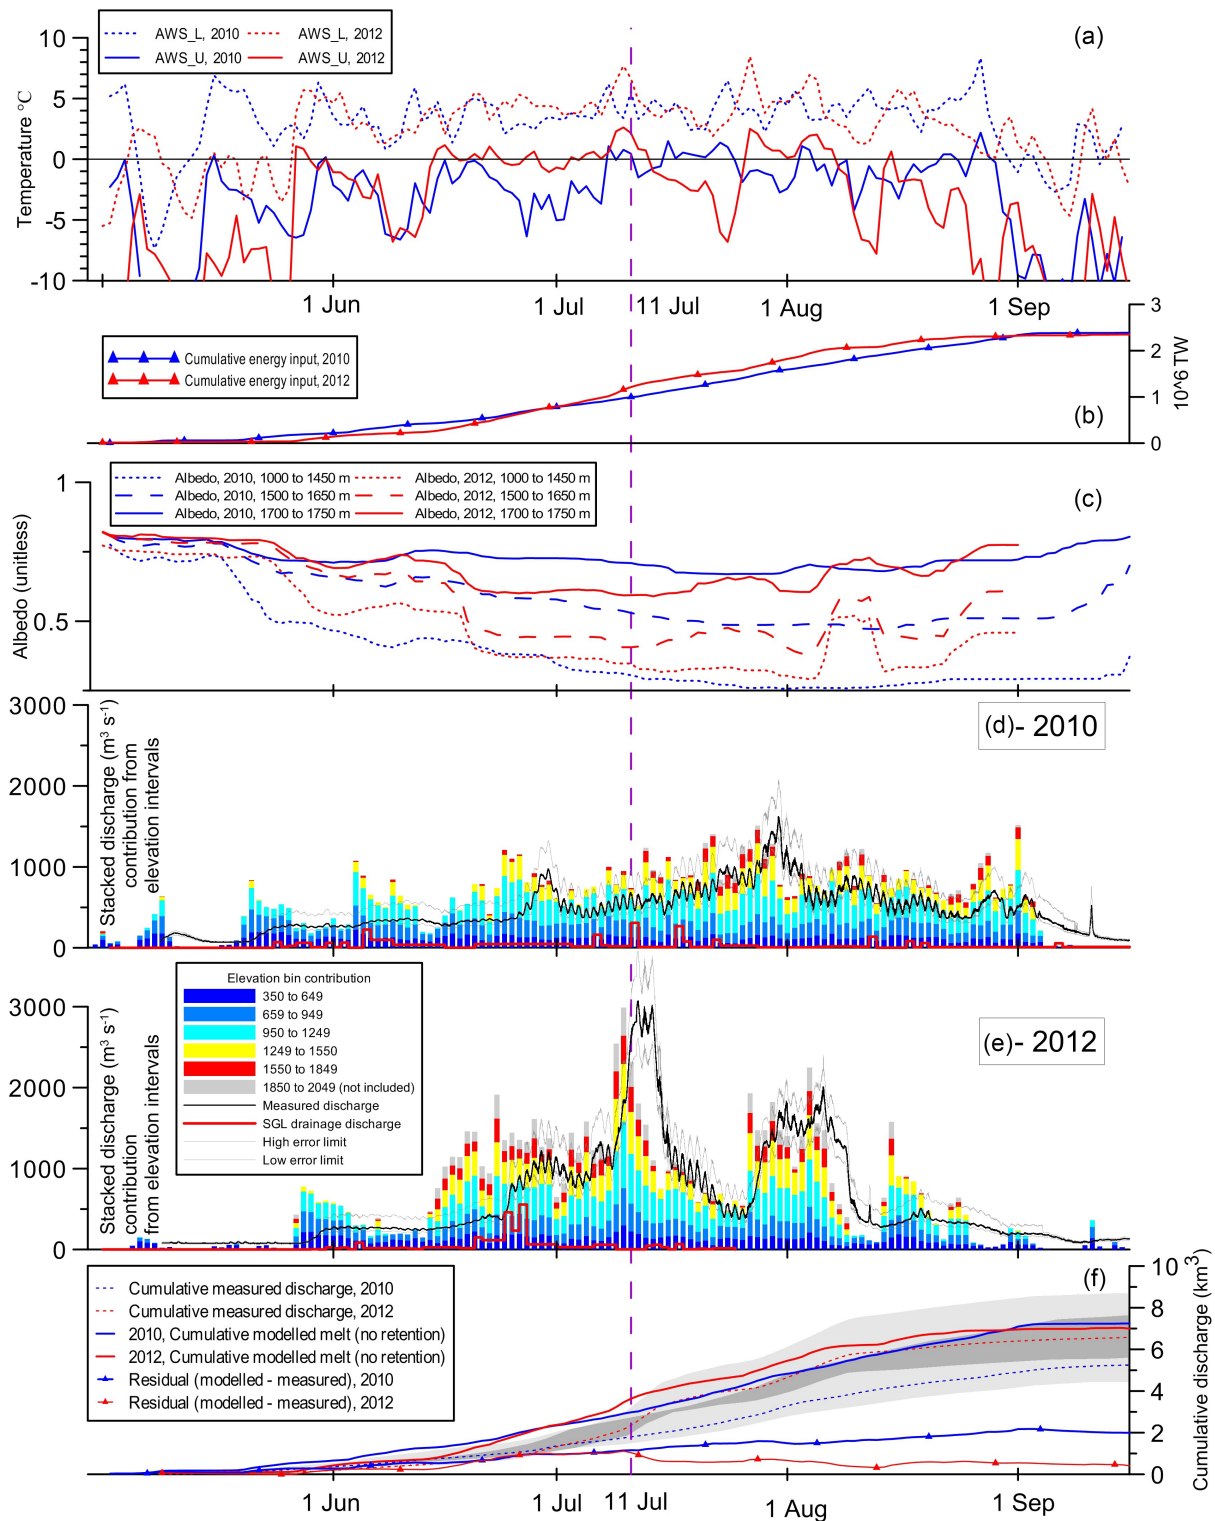 AWS_L, 2010
AWS_L, 2012
AWS_U, 2010
AWS_U, 2012
(a)
10
5
0
-5
-10
Temperature °C
1 Jun
1 Jul
11 Jul
1 Aug
1 Sep
Cumulative energy input, 2010
Cumulative energy input, 2012
(b)
3
2
1
0
10^6 TW
Albedo, 2010, 1000 to 1450 m
Albedo, 2012, 1000 to 1450 m
Albedo, 2010, 1500 to 1650 m
Albedo, 2012, 1500 to 1650 m
Albedo, 2010, 1700 to 1750 m
Albedo, 2012, 1700 to 1750 m
(c)
1
0.5
Albedo (unitless)
3000
2000
1000
0
Stacked discharge (m³ s⁻¹)
contribution from
elevation intervals
(d)- 2010
Elevation bin contribution
350 to 649
659 to 949
950 to 1249
1249 to 1550
1550 to 1849
1850 to 2049 (not included)
Measured discharge
SGL drainage discharge
High error limit
Low error limit
3000
2000
1000
0
Stacked discharge (m³ s⁻¹)
contribution
from elevation intervals
(e)- 2012
Cumulative measured discharge, 2010
Cumulative measured discharge, 2012
2010, Cumulative modelled melt (no retention)
2012, Cumulative modelled melt (no retention)
Residual (modelled - measured), 2010
Residual (modelled - measured), 2012
(f)
10
8
6
4
2
0
Cumulative discharge (km³)
1 Jun
1 Jul
11 Jul
1 Aug
1 Sep